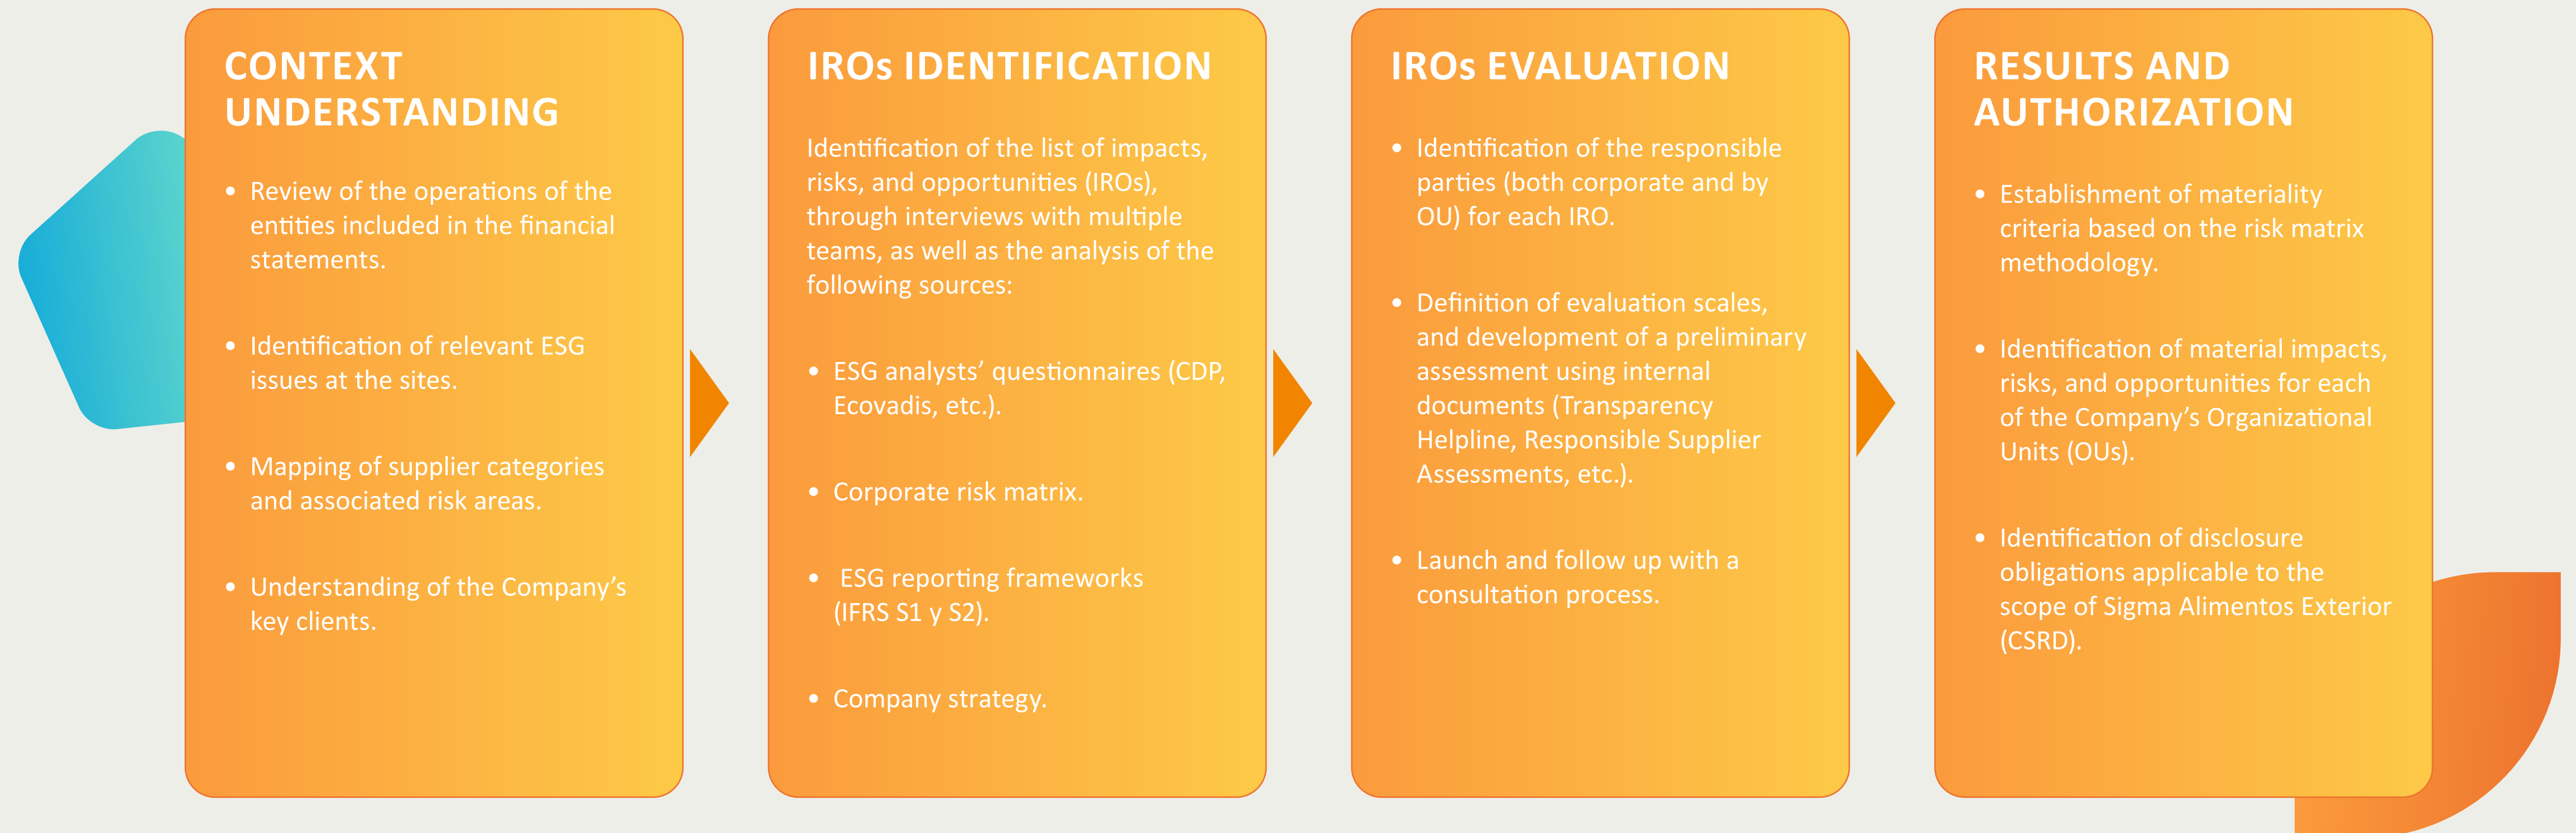 CONTEXT
UNDERSTANDING
• Review of the operations of the
entities included in the financial
statements.
• Identification of relevant ESG
issues at the sites.
• Mapping of supplier categories
and associated risk areas.
• Understanding of the Company’s
key clients.
IROs IDENTIFICATION
Identification of the list of impacts,
risks, and opportunities (IROs),
through interviews with multiple
teams, as well as the analysis of the
following sources:
• ESG analysts’ questionnaires (CDP,
Ecovadis, etc.).
• Corporate risk matrix.
• ESG reporting frameworks
(IFRS S1 y S2).
• Company strategy.
IROs EVALUATION
• Identification of the responsible
parties (both corporate and by
OU) for each IRO.
• Definition of evaluation scales,
and development of a preliminary
assessment using internal
documents (Transparency
Helpline, Responsible Supplier
Assessments, etc.).
• Launch and follow up with a
consultation process.
RESULTS AND
AUTHORIZATION
• Establishment of materiality
criteria based on the risk matrix
methodology.
• Identification of material impacts,
risks, and opportunities for each
of the Company’s Organizational
Units (OUs).
• Identification of disclosure
obligations applicable to the
scope of Sigma Alimentos Exterior
(CSRD).